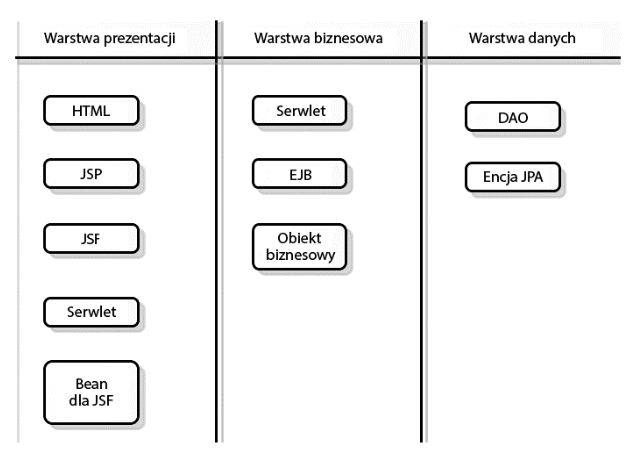 Warstwa prezentacji
Warstwa biznesowa
Warstwa danych
HTML
JSP
JSF
Serwlet
Bean
dla JSF
Serwlet
EJB
Obiekt
biznesowy
DAO
Encja JPA